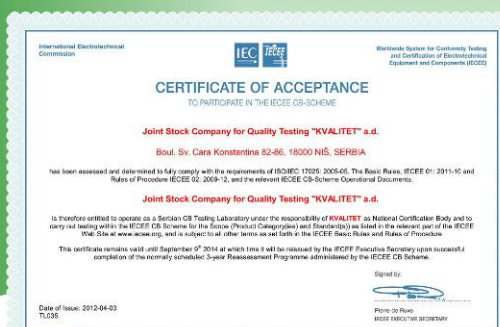 International Electrotechnical
Commission
IEC IECEE
Worldwide System for Conformity Testing
and Certification of Electrotechnical
Equipment and Components (IECEE)
CERTIFICATE OF ACCEPTANCE
TO PARTICIPATE IN THE IECEE CB-SCHEME
Joint Stock Company for Quality Testing "KVALITET" a.d.
Boul. Sv. Cara Konstantina 82-86, 18000 NIŠ, SERBIA
has been assessed and determined to fully comply with the requirements of ISO/IEC 17025: 2005-05, The Basic Rules, IECEE 01: 2011-10 and
Rules of Procedure IECEE 02: 2009-12, and the relevant IECEE CB-Scheme Operational Documents.
Joint Stock Company for Quality Testing "KVALITET" a.d.
is therefore entitled to operate as a Serbian CB Testing Laboratory under the responsibility of KVALITET as National Certification Body and to
carry out testing within the IECEE CB Scheme for the Scope (Product Category(ies) and Standard(s)) as listed in the relevant part of the IECEE
Web Site at www.iecee.org, and is subject to all other terms as set forth in the IECEE Basic Rules and Rules of Procedure.
This certificate remains valid until September 9th 2014 at which time it will be reissued by the IECEE Executive Secretary upon successful
completion of the normally scheduled 3-year Reassessment Programme administered by the IECEE CB Scheme.
Signed by:
Date of Issue: 2012-04-03
TL035
Pierre de Ruvo
IECEE EXECUTIVE SECRETARY